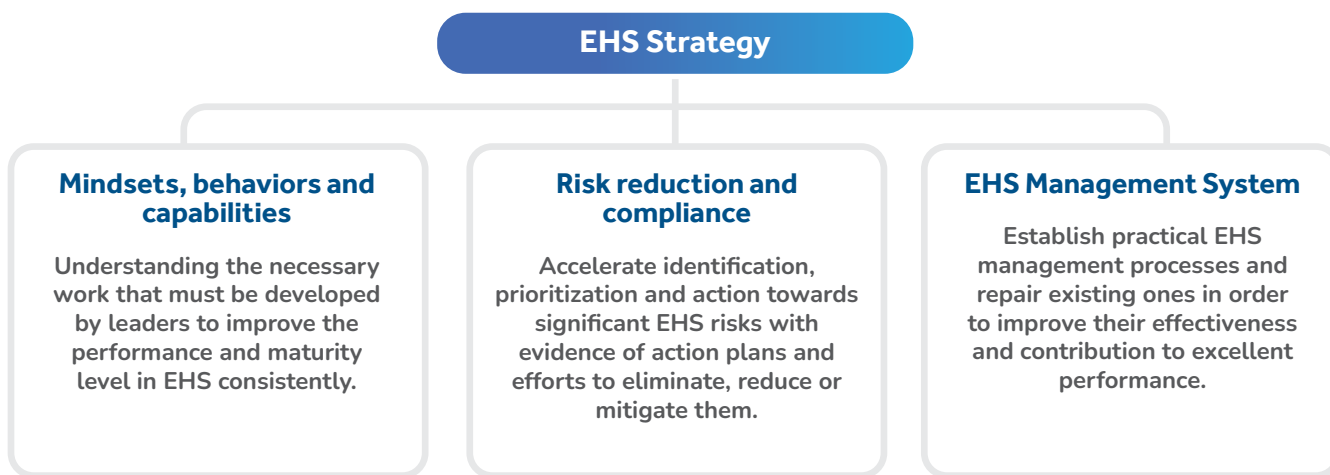 EHS Strategy
Mindsets, behaviors and
capabilities
Understanding the necessary
work that must be developed
by leaders to improve the
performance and maturity
level in EHS consistently.
Risk reduction and
compliance
Accelerate identification,
prioritization and action towards
significant EHS risks with
evidence of action plans and
efforts to eliminate, reduce or
mitigate them.
EHS Management System
Establish practical EHS
management processes and
repair existing ones in order
to improve their effectiveness
and contribution to excellent
performance.